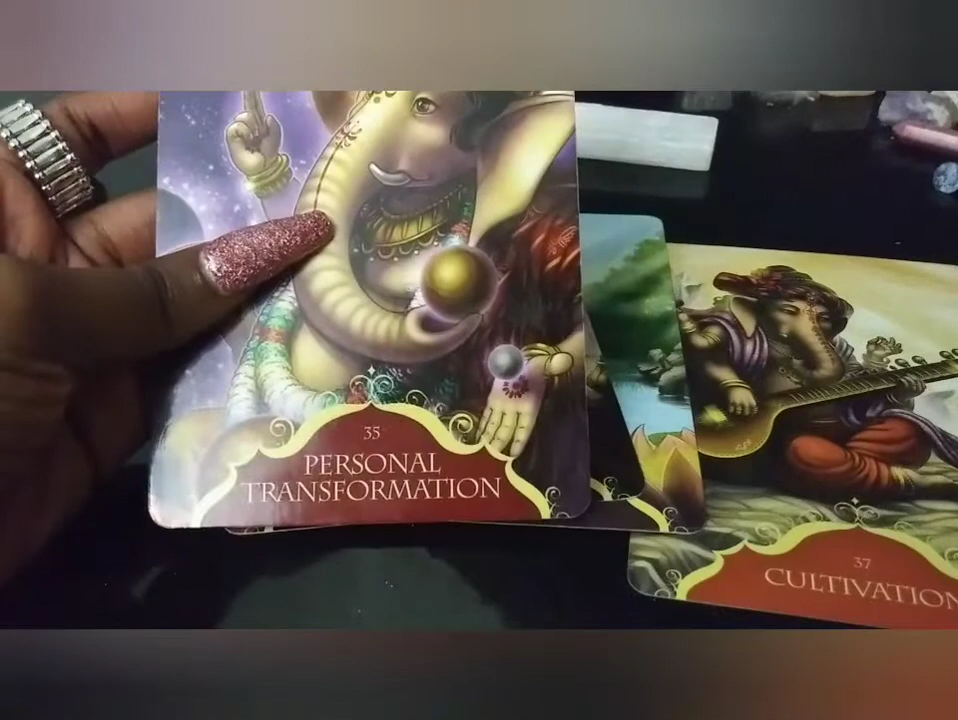 35
PERSONAL
TRANSFORMATION
37
CULTIVATION